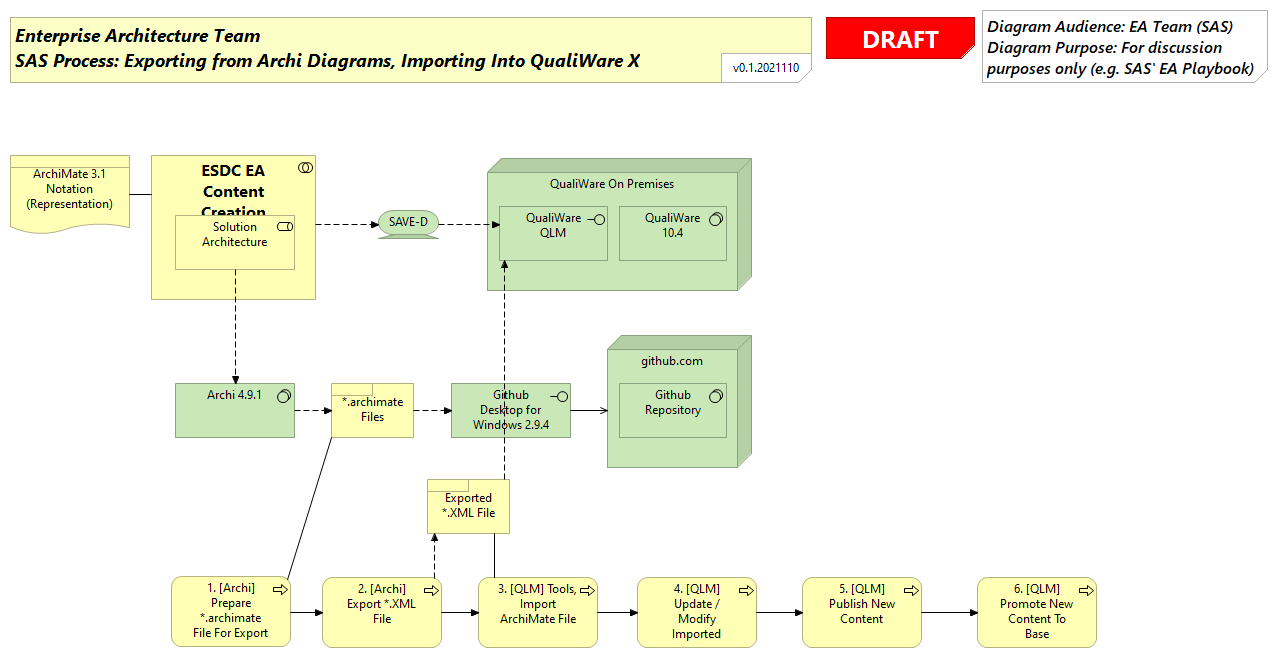 Enterprise Architecture Team
SAS Process: Exporting from Archi Diagrams, Importing Into QualiWare X
v0.1.2021110
DRAFT
Diagram Audience: EA Team (SAS)
Diagram Purpose: For discussion
purposes only (e.g. SAS' EA Playbook)
ArchiMate 3.1
Notation
(Representation)
ESDC EA
Content
Creation
Solution
Architecture
SAVE-D
QualiWare On Premises
QualiWare
QLM
QualiWare
10.4
Archi 4.9.1
*.archimate
Files
Github
Desktop for
Windows 2.9.4
github.com
Github
Repository
Exported
*.XML File
1. [Archi]
Prepare
*.archimate
File For Export
2. [Archi]
Export *.XML
File
3. [QLM] Tools,
Import
ArchiMate File
4. [QLM]
Update /
Modify
Imported
5. [QLM]
Publish New
Content
6. [QLM]
Promote New
Content To
Base